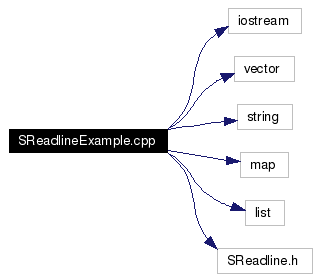 iostream
vector
string
SReadlineExample.cpp
map
list
SReadline.h